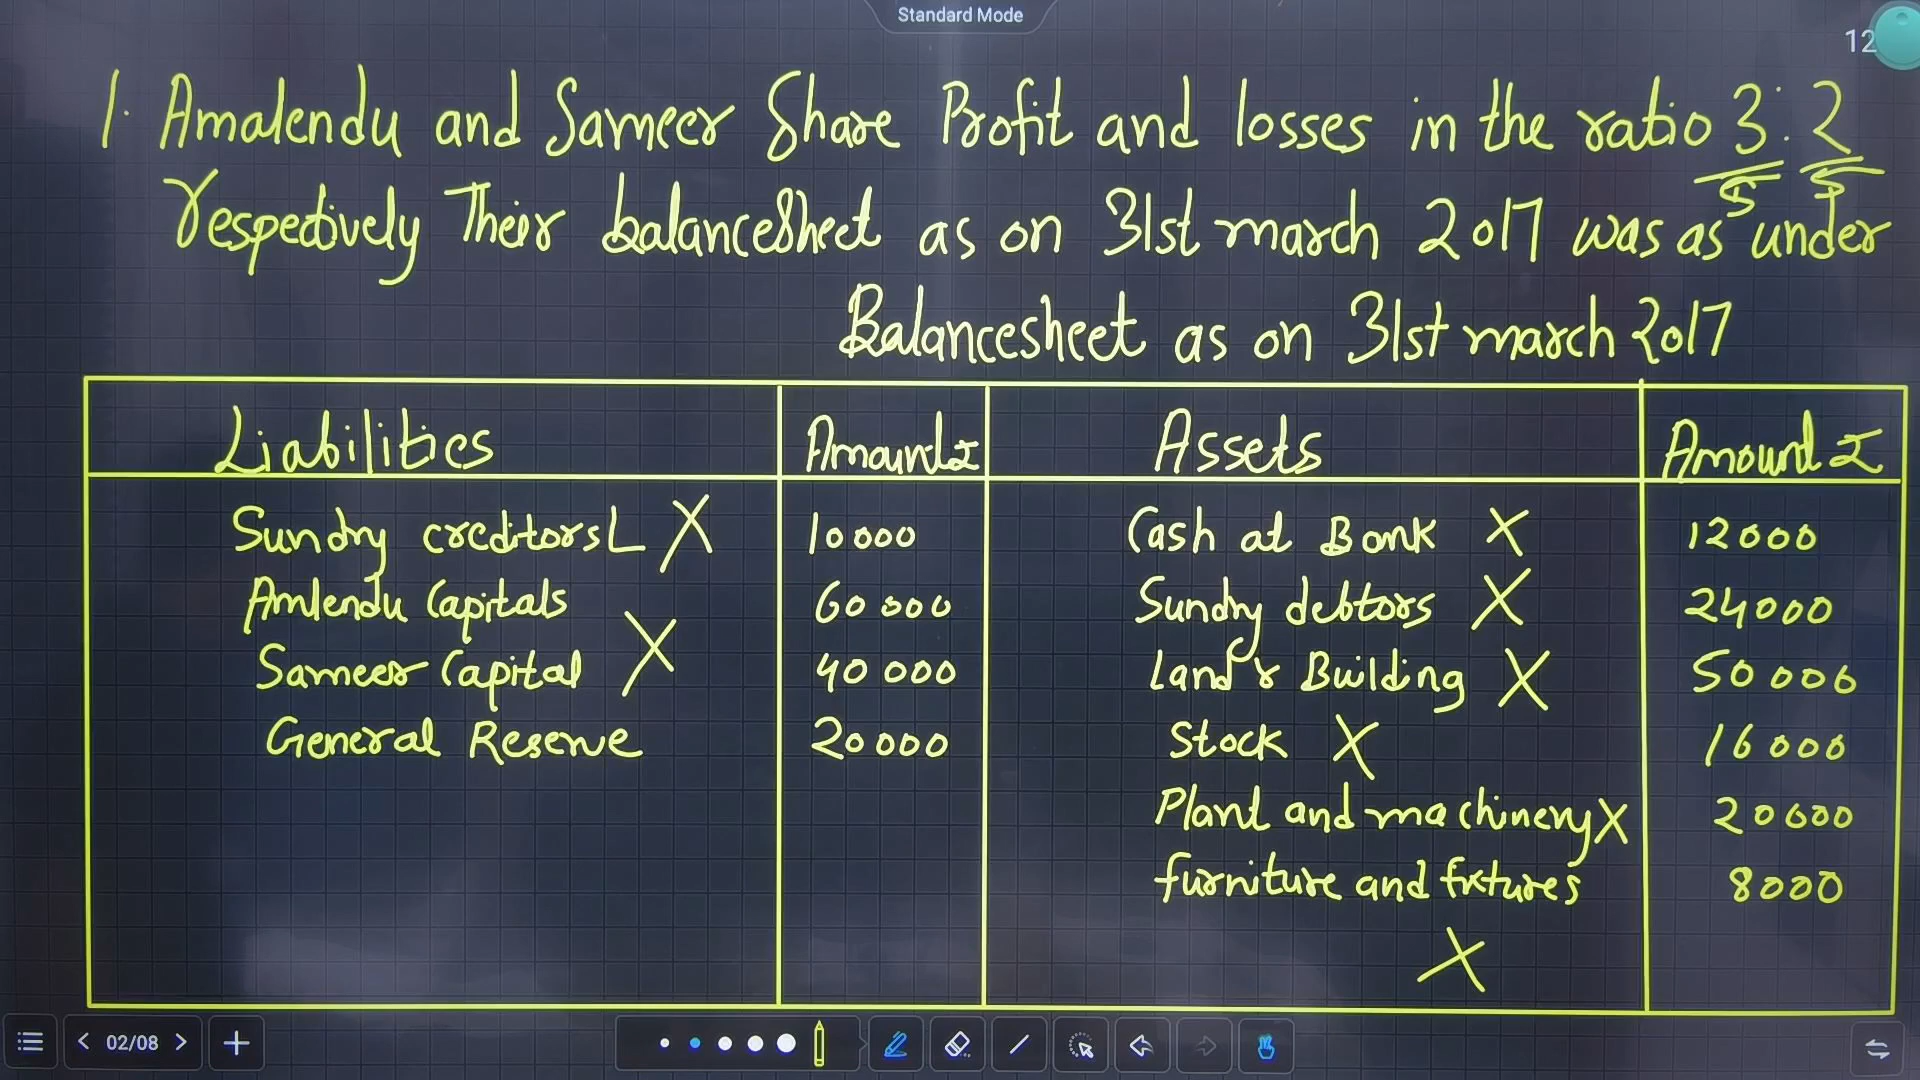 Standard Mode
12
1. Amalendu and Sameer Share Profit and losses in the ratio 3:2
5 5
respectively Their balancesheet as on 31st march 2017 was as under
Balancesheet as on 31st march 2017
Liabilities Amount ₹ Assets Amount ₹
Sundry creditors L X 10000 Cash at Bank X 12000
Amlendu Capitals 60000 Sundry debtors X 24000
Sameer Capital X 40000 Land & Building X 50000
General Reserve 20000 Stock X 16000
Plant and machinery X 20000
furniture and fixtures 8000
X
02/08